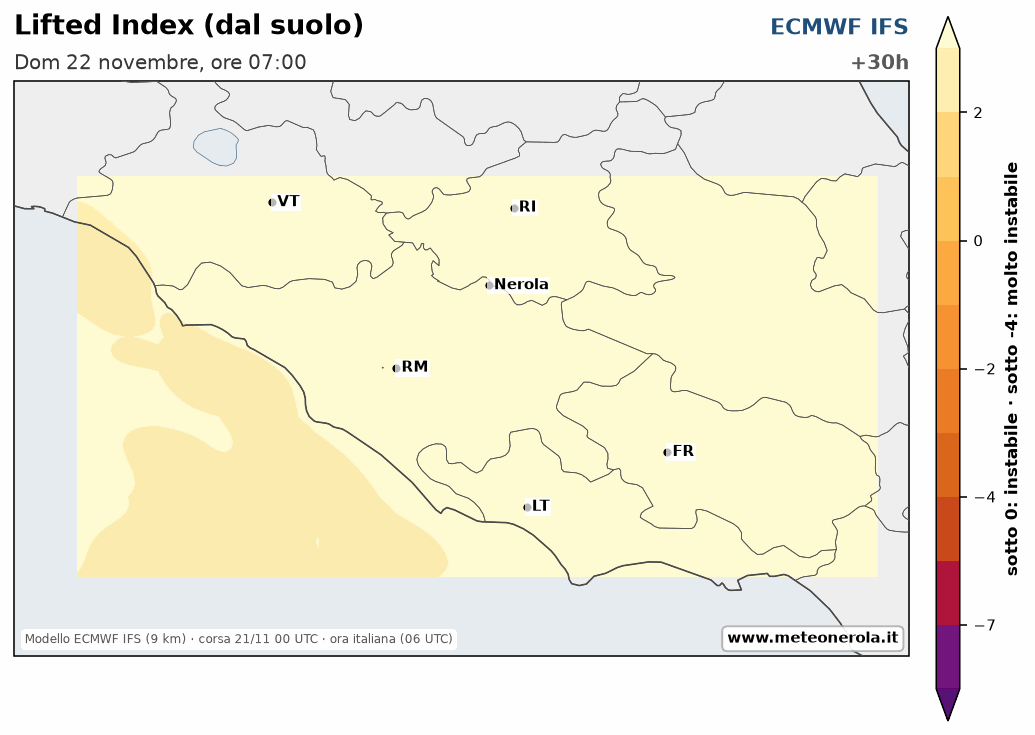 Lifted Index (dal suolo)
ECMWF IFS
Dom 22 novembre, ore 07:00
+30h
VT
RI
Nerola
RM
FR
LT
2
0
−2
−4
−7
sotto 0: instabile · sotto -4: molto instabile
Modello ECMWF IFS (9 km) · corsa 21/11 00 UTC · ora italiana (06 UTC)
www.meteonerola.it